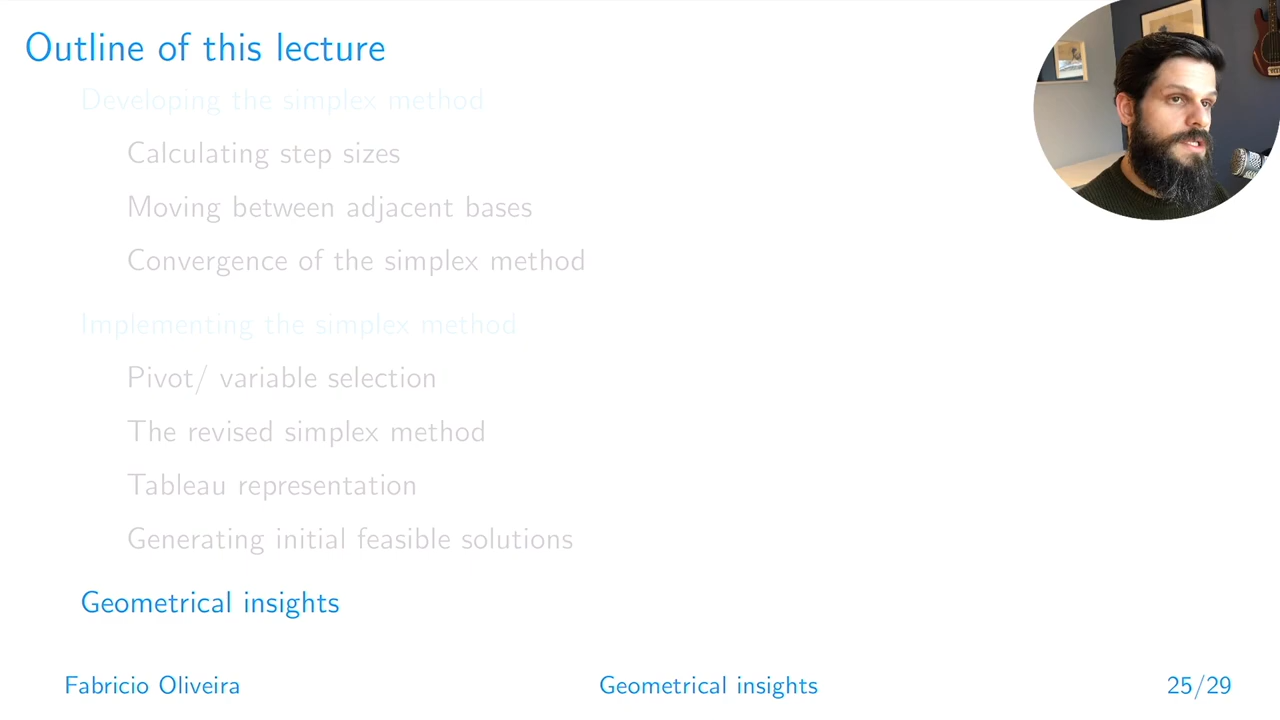 Outline of this lecture
Developing the simplex method
Calculating step sizes
Moving between adjacent bases
Convergence of the simplex method
Implementing the simplex method
Pivot/ variable selection
The revised simplex method
Tableau representation
Generating initial feasible solutions
Geometrical insights
Fabricio Oliveira
Geometrical insights
25/29